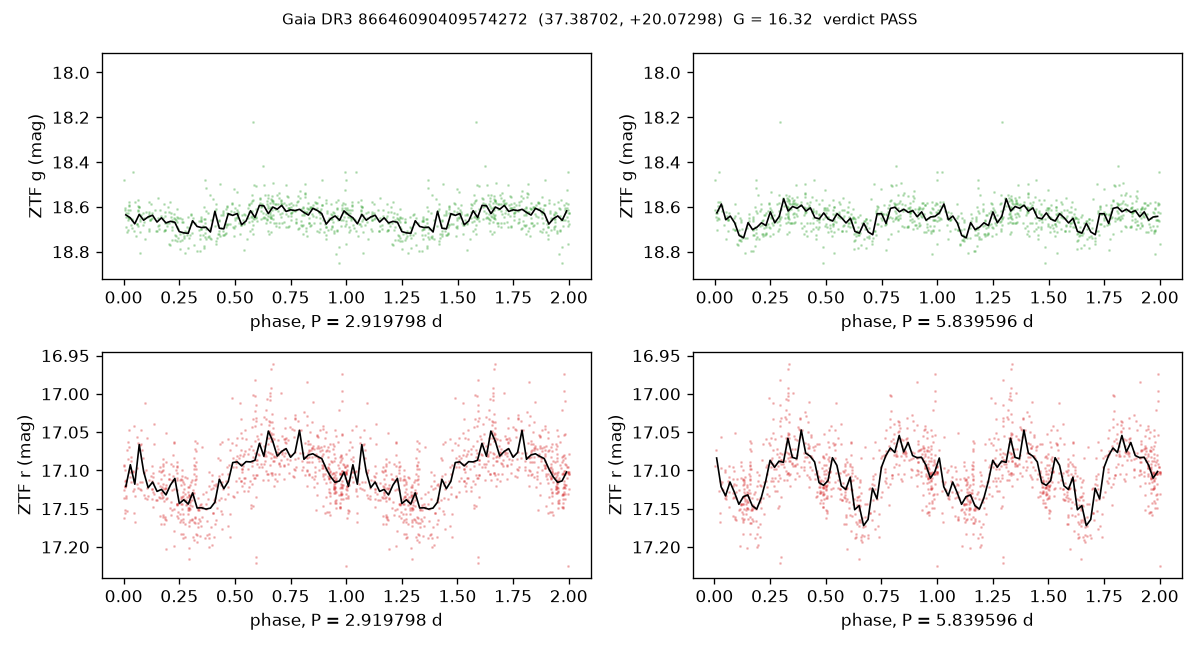 Gaia DR3 86646090409574272 (37.38702, +20.07298) G = 16.32 verdict PASS
ZTF g (mag)
18.0
18.2
18.4
18.6
18.8
0.00 0.25 0.50 0.75 1.00 1.25 1.50 1.75 2.00
phase, P = 2.919798 d
ZTF g (mag)
18.0
18.2
18.4
18.6
18.8
0.00 0.25 0.50 0.75 1.00 1.25 1.50 1.75 2.00
phase, P = 5.839596 d
ZTF r (mag)
16.95
17.00
17.05
17.10
17.15
17.20
0.00 0.25 0.50 0.75 1.00 1.25 1.50 1.75 2.00
phase, P = 2.919798 d
ZTF r (mag)
16.95
17.00
17.05
17.10
17.15
17.20
0.00 0.25 0.50 0.75 1.00 1.25 1.50 1.75 2.00
phase, P = 5.839596 d